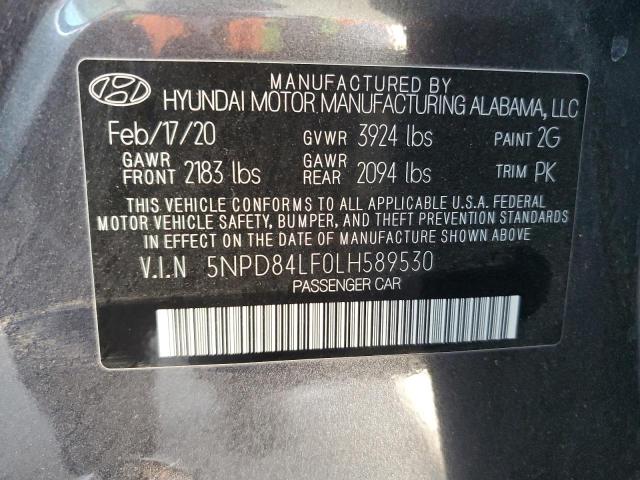 MANUFACTURED BY
HYUNDAI MOTOR MANUFACTURING ALABAMA, LLC
Feb/17/20 GVWR 3924 lbs PAINT 2G
GAWR FRONT 2183 lbs GAWR REAR 2094 lbs TRIM PK
THIS VEHICLE CONFORMS TO ALL APPLICABLE U.S.A. FEDERAL
MOTOR VEHICLE SAFETY, BUMPER, AND THEFT PREVENTION STANDARDS
IN EFFECT ON THE DATE OF MANUFACTURE SHOWN ABOVE.
V.I.N 5NPD84LF0LH589530
PASSENGER CAR